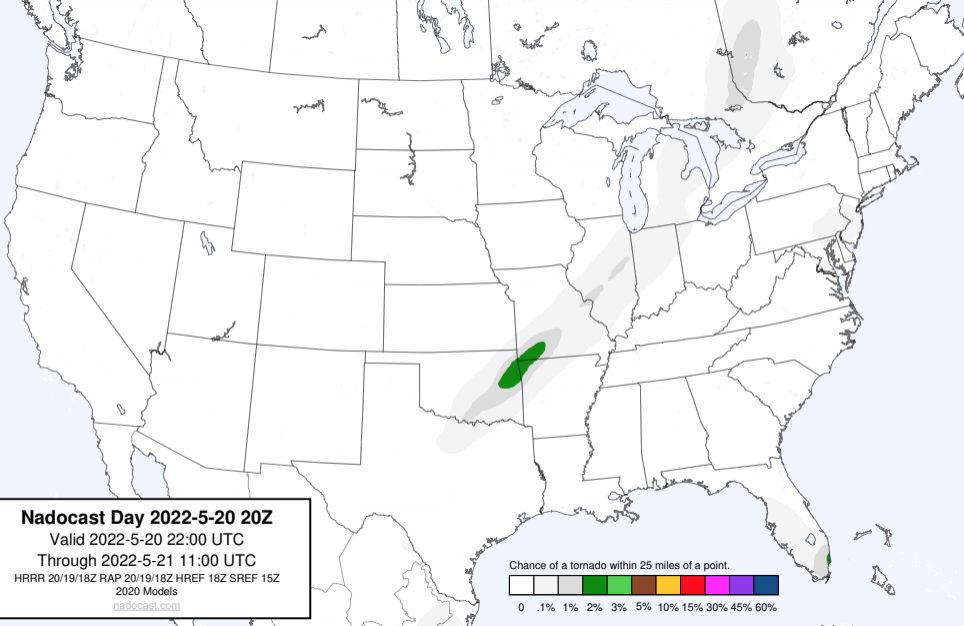 Nadocast Day 2022-5-20 20Z
Valid 2022-5-20 22:00 UTC
Through 2022-5-21 11:00 UTC
HRRR 20/19/18Z RAP 20/19/18Z HREF 18Z SREF 15Z
2020 Models
nadocast.com
Chance of a tornado within 25 miles of a point.
0 .1% 1% 2% 3% 5% 10% 15% 30% 45% 60%